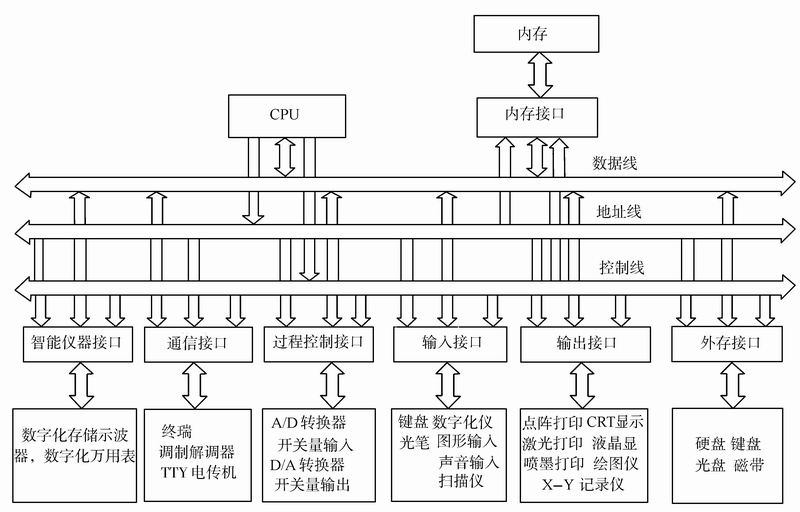 内存
CPU
内存接口
数据线
地址线
控制线
智能仪器接口
通信接口
过程控制接口
输入接口
输出接口
外存接口
数字化存储示波
器，数字化万用表
终瑞
调制解调器
TTY电传机
A/D转换器
开关量输入
D/A转换器
开关量输出
键盘 数字化仪
光笔 图形输入
声音输入
扫描仪
点阵打印 CRT显示
激光打印 液晶显
喷墨打印 绘图仪
X-Y 记录仪
硬盘 键盘
光盘 磁带